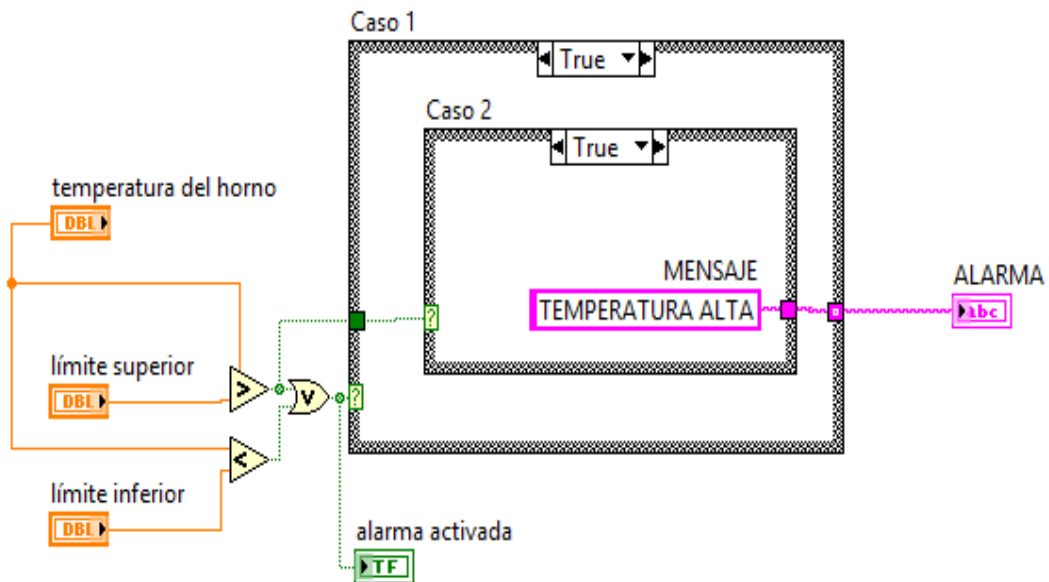 Caso 1
True
Caso 2
True
temperatura del horno
DBL
MENSAJE
TEMPERATURA ALTA
ALARMA
abc
límite superior
DBL
>
V
?
?
<
límite inferior
DBL
alarma activada
TF